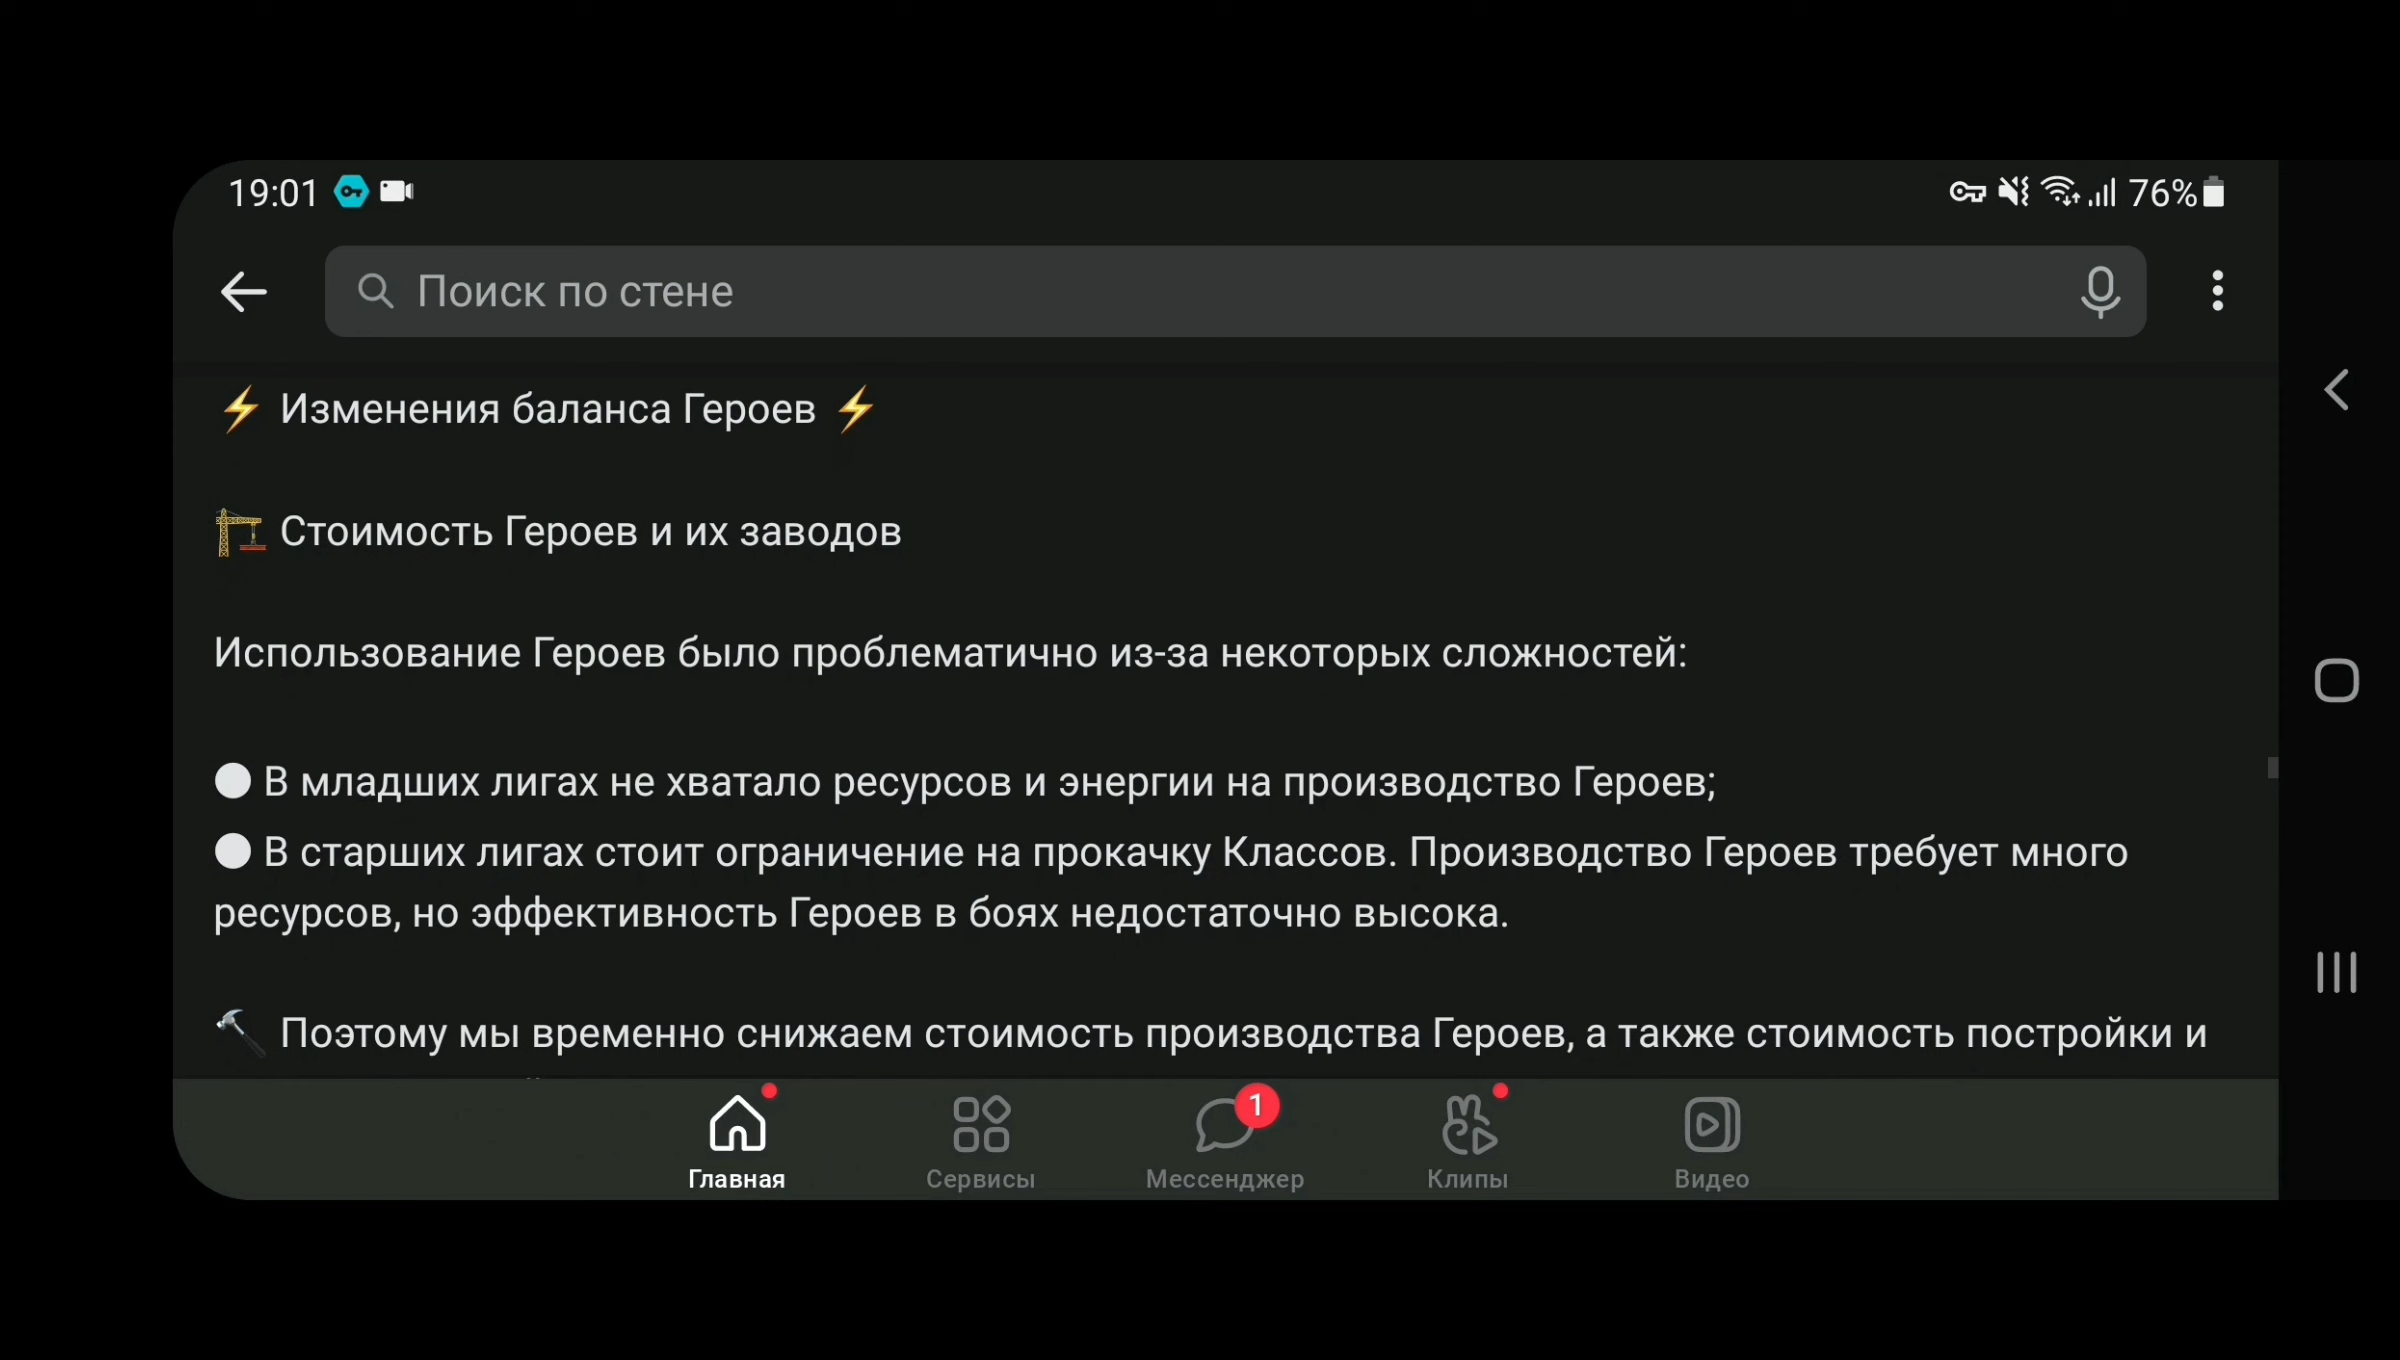 19:01
76%
Поиск по стене
⚡ Изменения баланса Героев ⚡
🏗 Стоимость Героев и их заводов
Использование Героев было проблематично из-за некоторых сложностей:
⚪ В младших лигах не хватало ресурсов и энергии на производство Героев;
⚪ В старших лигах стоит ограничение на прокачку Классов. Производство Героев требует много
ресурсов, но эффективность Героев в боях недостаточно высока.
🔨 Поэтому мы временно снижаем стоимость производства Героев, а также стоимость постройки и
1
Главная
Сервисы
Мессенджер
Клипы
Видео